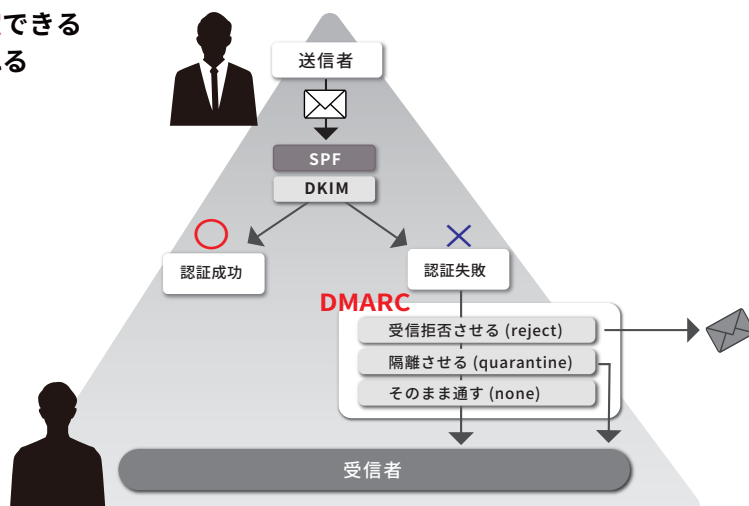 できる
る
送信者
SPF
DKIM
認証成功
認証失敗
DMARC
受信拒否させる (reject)
隔離させる (quarantine)
そのまま通す (none)
受信者